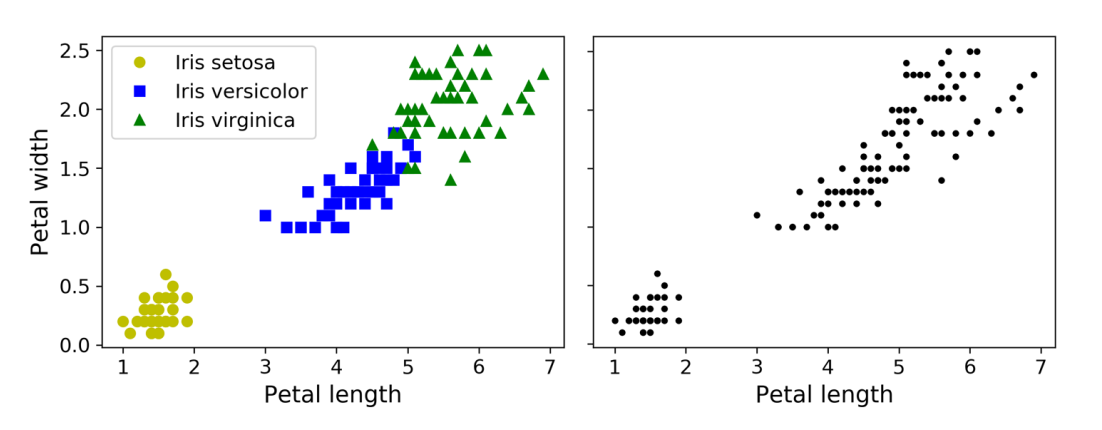 2.5
2.0
1.5
1.0
0.5
0.0
Petal width
Iris setosa
Iris versicolor
Iris virginica
1 2 3 4 5 6 7
Petal length
1 2 3 4 5 6 7
Petal length